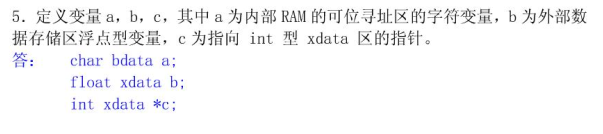 5．定义变量 a，b，c，其中 a 为内部 RAM 的可位寻址区的字符变量，b 为外部数
据存储区浮点型变量，c 为指向 int 型 xdata 区的指针。
答： char bdata a;
float xdata b;
int xdata *c;